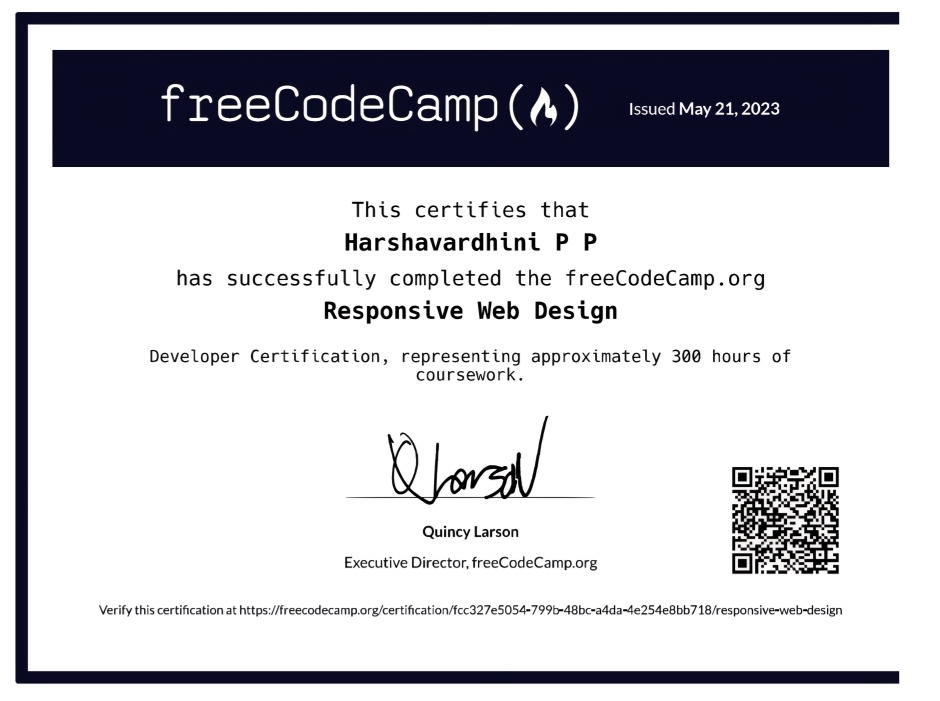 freeCodeCamp(🔥) Issued May 21, 2023
This certifies that
Harshavardhini P P
has successfully completed the freeCodeCamp.org
Responsive Web Design
Developer Certification, representing approximately 300 hours of
coursework.
Q Larson
Quincy Larson
Executive Director, freeCodeCamp.org
Verify this certification at https://freecodecamp.org/certification/fcc327e5054-799b-48bc-a4da-4e254e8bb718/responsive-web-design